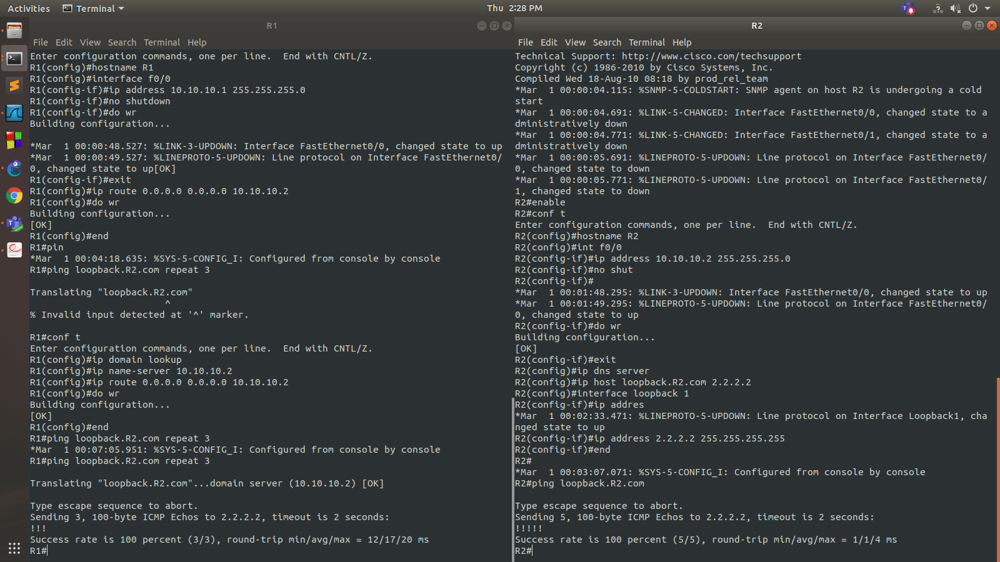 Activities Terminal Thu 2:28 PM
R1
File Edit View Search Terminal Help
Enter configuration commands, one per line.  End with CNTL/Z.
R1(config)#hostname R1
R1(config)#interface f0/0
R1(config-if)#ip address 10.10.10.1 255.255.255.0
R1(config-if)#no shutdown
R1(config-if)#do wr
Building configuration...
*Mar  1 00:00:48.527: %LINK-3-UPDOWN: Interface FastEthernet0/0, changed state to up
*Mar  1 00:00:49.527: %LINEPROTO-5-UPDOWN: Line protocol on Interface FastEthernet0/
0, changed state to up[OK]
R1(config-if)#exit
R1(config)#ip route 0.0.0.0 0.0.0.0 10.10.10.2
R1(config)#do wr
Building configuration...
[OK]
R1(config)#end
R1#pin
*Mar  1 00:04:18.635: %SYS-5-CONFIG_I: Configured from console by console
R1#ping loopback.R2.com repeat 3
Translating "loopback.R2.com"
^
% Invalid input detected at '^' marker.
R1#conf t
Enter configuration commands, one per line.  End with CNTL/Z.
R1(config)#ip domain lookup
R1(config)#ip name-server 10.10.10.2
R1(config)#ip route 0.0.0.0 0.0.0.0 10.10.10.2
R1(config)#do wr
Building configuration...
[OK]
R1(config)#end
R1#ping loopback.R2.com repeat 3
*Mar  1 00:07:05.951: %SYS-5-CONFIG_I: Configured from console by console
R1#ping loopback.R2.com repeat 3
Translating "loopback.R2.com"...domain server (10.10.10.2) [OK]
Type escape sequence to abort.
Sending 3, 100-byte ICMP Echos to 2.2.2.2, timeout is 2 seconds:
!!!
Success rate is 100 percent (3/3), round-trip min/avg/max = 12/17/20 ms
R1#
R2
File Edit View Search Terminal Help
Technical Support: http://www.cisco.com/techsupport
Copyright (c) 1986-2010 by Cisco Systems, Inc.
Compiled Wed 18-Aug-10 08:18 by prod_rel_team
*Mar  1 00:00:04.115: %SNMP-5-COLDSTART: SNMP agent on host R2 is undergoing a cold
start
*Mar  1 00:00:04.691: %LINK-5-CHANGED: Interface FastEthernet0/0, changed state to a
dministratively down
*Mar  1 00:00:04.771: %LINK-5-CHANGED: Interface FastEthernet0/1, changed state to a
dministratively down
*Mar  1 00:00:05.691: %LINEPROTO-5-UPDOWN: Line protocol on Interface FastEthernet0/
0, changed state to down
*Mar  1 00:00:05.771: %LINEPROTO-5-UPDOWN: Line protocol on Interface FastEthernet0/
1, changed state to down
R2#enable
R2#conf t
Enter configuration commands, one per line.  End with CNTL/Z.
R2(config)#hostname R2
R2(config)#int f0/0
R2(config-if)#ip address 10.10.10.2 255.255.255.0
R2(config-if)#no shut
R2(config-if)#
*Mar  1 00:01:48.295: %LINK-3-UPDOWN: Interface FastEthernet0/0, changed state to up
*Mar  1 00:01:49.295: %LINEPROTO-5-UPDOWN: Line protocol on Interface FastEthernet0/
0, changed state to up
R2(config-if)#do wr
Building configuration...
[OK]
R2(config-if)#exit
R2(config)#ip dns server
R2(config)#ip host loopback.R2.com 2.2.2.2
R2(config)#interface loopback 1
R2(config-if)#ip addres
*Mar  1 00:02:33.471: %LINEPROTO-5-UPDOWN: Line protocol on Interface Loopback1, cha
nged state to up
R2(config-if)#ip address 2.2.2.2 255.255.255.255
R2(config-if)#end
R2#
*Mar  1 00:03:07.071: %SYS-5-CONFIG_I: Configured from console by console
R2#ping loopback.R2.com
Type escape sequence to abort.
Sending 5, 100-byte ICMP Echos to 2.2.2.2, timeout is 2 seconds:
!!!!!
Success rate is 100 percent (5/5), round-trip min/avg/max = 1/1/4 ms
R2#